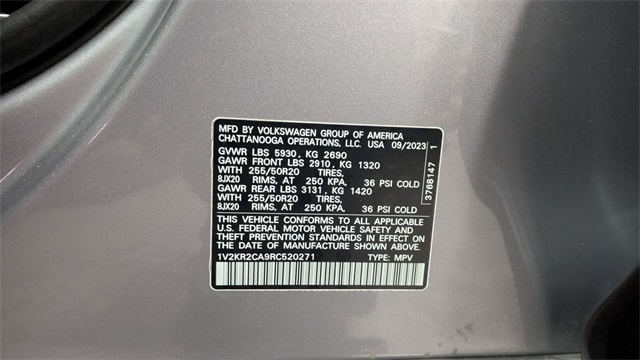 MFD BY VOLKSWAGEN GROUP OF AMERICA
CHATTANOOGA OPERATIONS, LLC. USA 09/2023
GVWR LBS 5930, KG 2690
GAWR FRONT LBS 2910, KG 1320
WITH 255/50R20 TIRES,
8JX20 RIMS, AT 250 KPA, 36 PSI COLD
GAWR REAR LBS 3131, KG 1420
WITH 255/50R20 TIRES,
8JX20 RIMS, AT 250 KPA, 36 PSI COLD
THIS VEHICLE CONFORMS TO ALL APPLICABLE
U.S. FEDERAL MOTOR VEHICLE SAFETY AND
THEFT PREVENTION STANDARDS IN EFFECT ON
THE DATE OF MANUFACTURE SHOWN ABOVE.
1V2KR2CA9RC520271 TYPE: MPV
3768147 1